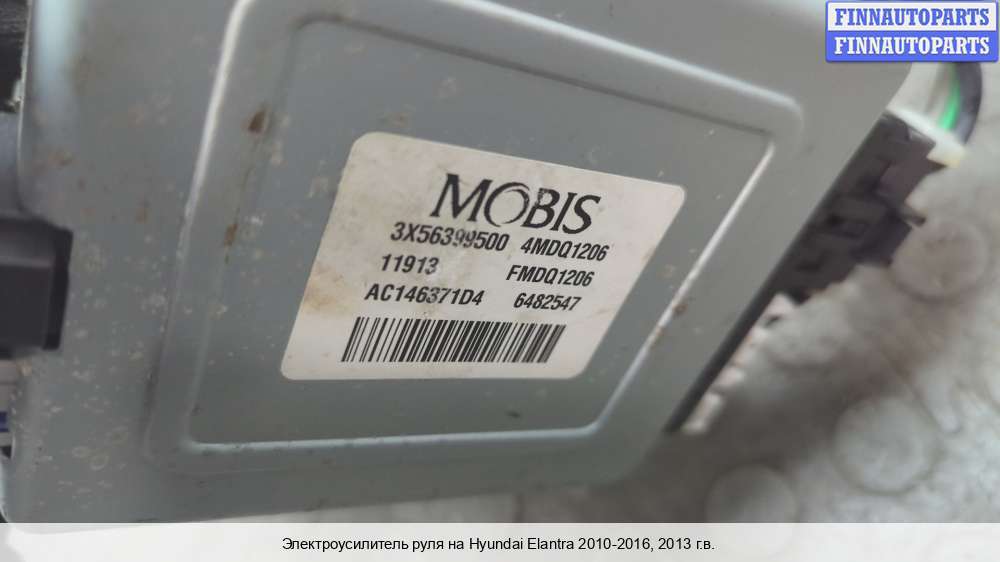 FINNAUTOPARTS
FINNAUTOPARTS
MOBIS
3X56399500 4MDQ1206
11913 FMDQ1206
AC146371D4 6482547
Электроусилитель руля на Hyundai Elantra 2010-2016, 2013 г.в.